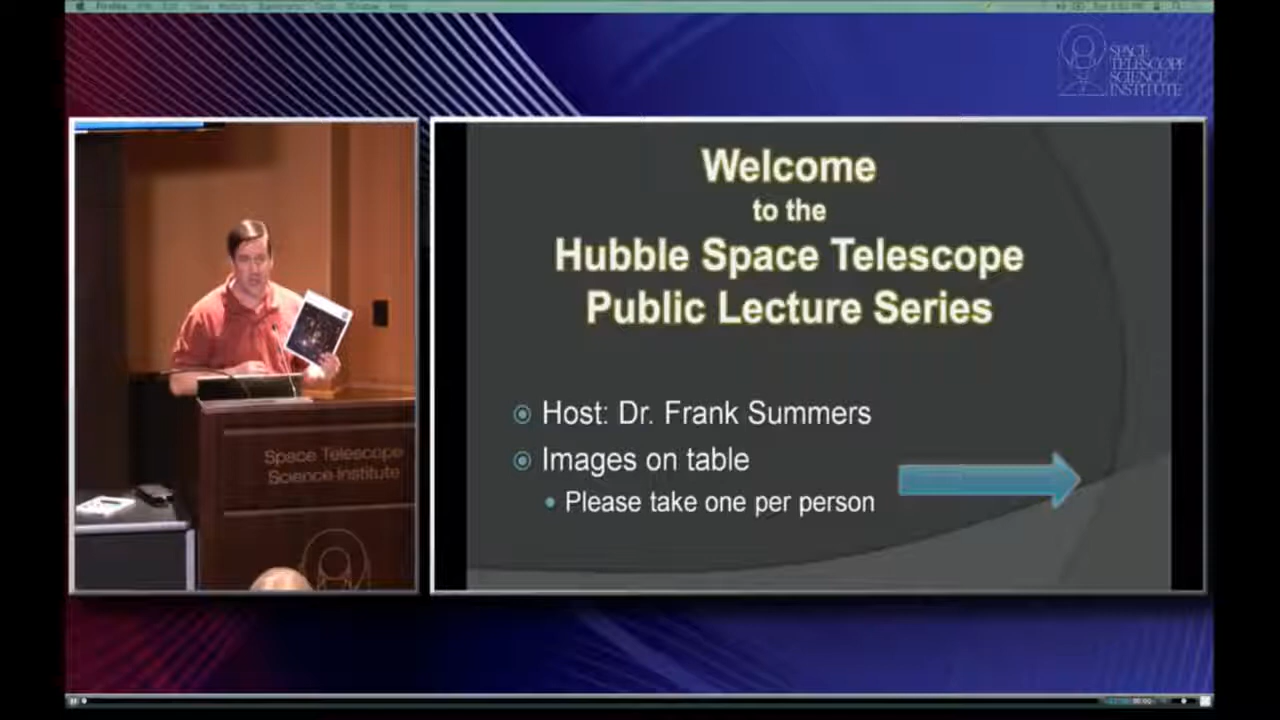 SPACE
TELESCOPE
SCIENCE
INSTITUTE
Welcome
to the
Hubble Space Telescope
Public Lecture Series
Host: Dr. Frank Summers
Images on table
Please take one per person
Space Telescope
Science Institute